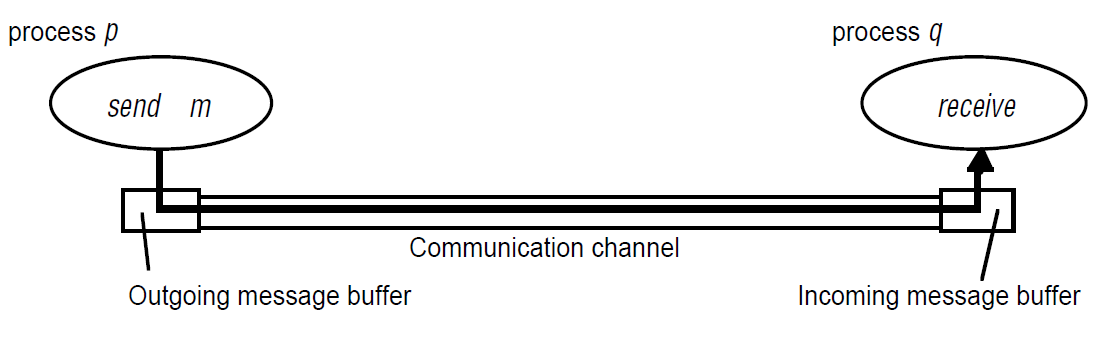 process p
process q
send m
receive
Communication channel
Outgoing message buffer
Incoming message buffer